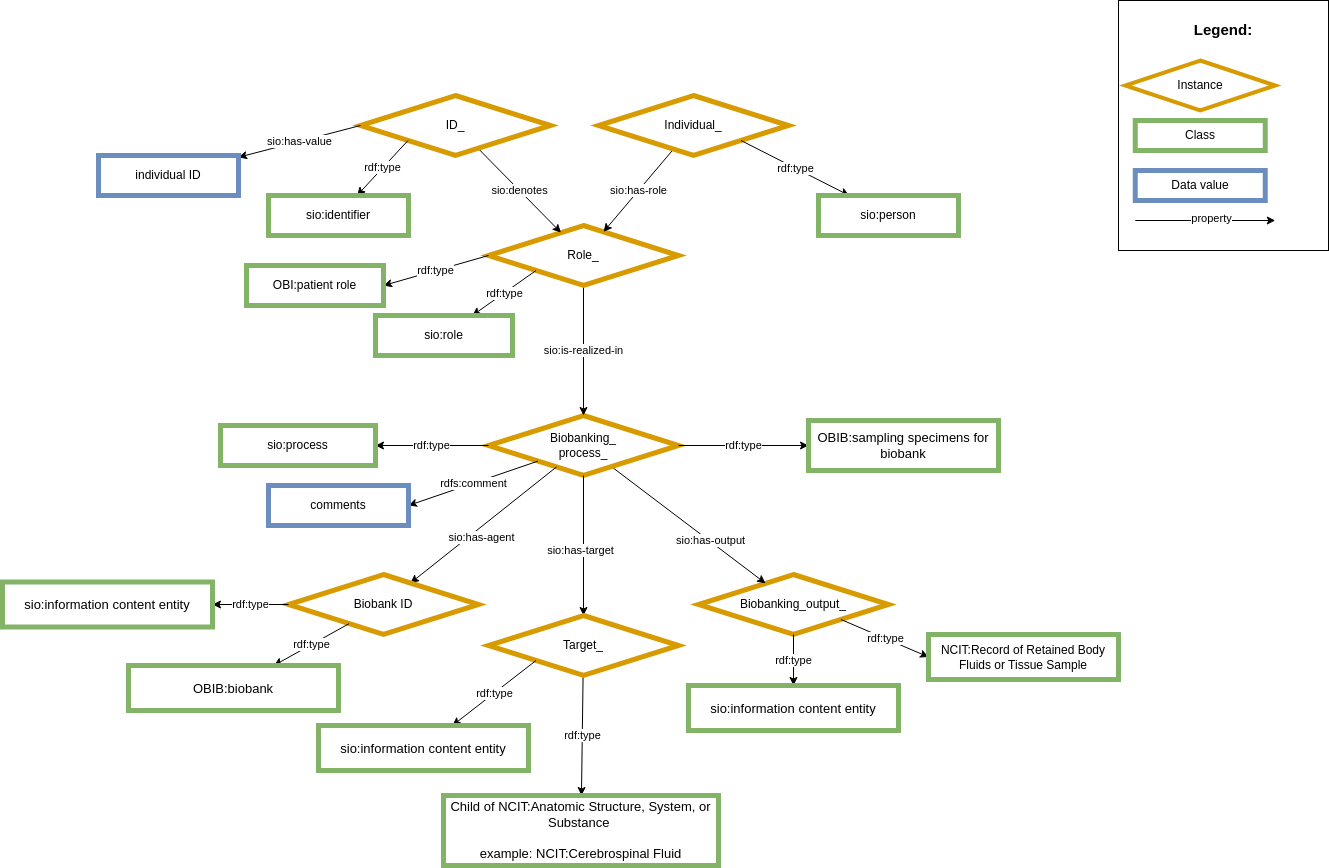 Legend:
Instance
Class
Data value
property
ID_
Individual_
sio:has-value
rdf:type
rdf:type
individual ID
sio:denotes
sio:has-role
sio:identifier
sio:person
Role_
rdf:type
OBI:patient role
rdf:type
sio:role
sio:is-realized-in
sio:process
rdf:type
Biobanking_
process_
rdf:type
OBIB:sampling specimens for
biobank
rdfs:comment
comments
sio:has-agent
sio:has-target
sio:has-output
sio:information content entity
rdf:type
Biobank ID
Biobanking_output_
rdf:type
rdf:type
Target_
rdf:type
NCIT:Record of Retained Body
Fluids or Tissue Sample
OBIB:biobank
rdf:type
sio:information content entity
rdf:type
sio:information content entity
Child of NCIT:Anatomic Structure, System, or
Substance
example: NCIT:Cerebrospinal Fluid